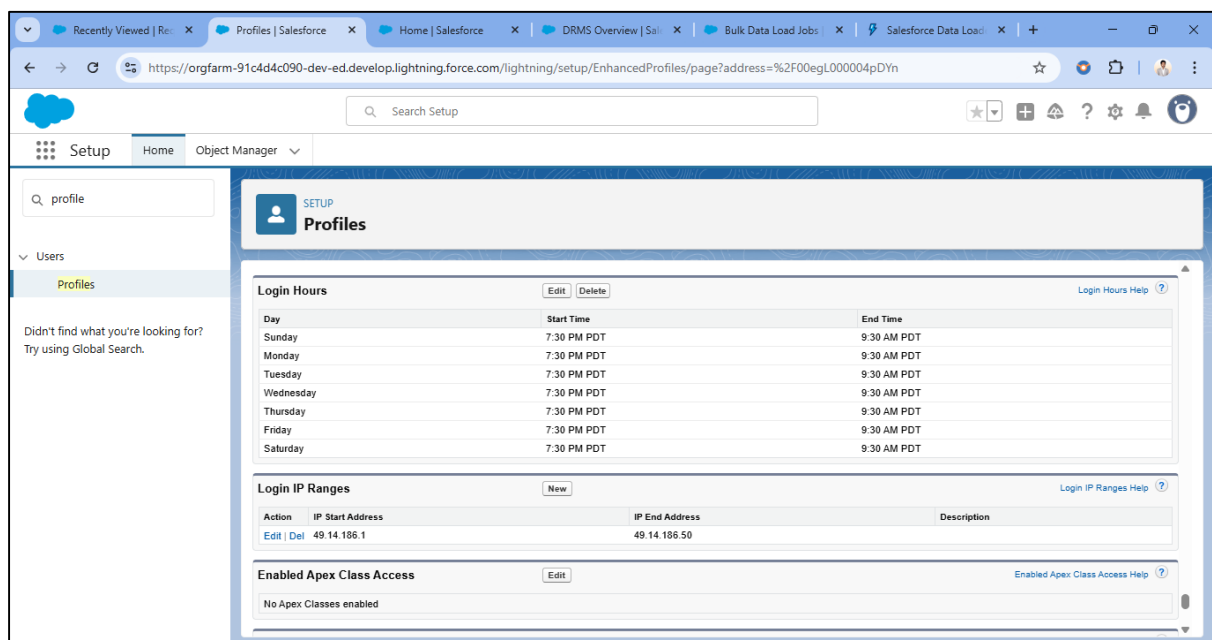 Recently Viewed | Rec
Profiles | Salesforce
Home | Salesforce
DRMS Overview | Sale
Bulk Data Load Jobs |
Salesforce Data Load
https://orgfarm-91c4d4c090-dev-ed.develop.lightning.force.com/lightning/setup/EnhancedProfiles/page?address=%2F00egL000004pDYn
Search Setup
Setup Home Object Manager
profile
SETUP
Profiles
Users
Profiles
Didn't find what you're looking for?
Try using Global Search.
Login Hours Edit Delete Login Hours Help ?
Day Start Time End Time
Sunday 7:30 PM PDT 9:30 AM PDT
Monday 7:30 PM PDT 9:30 AM PDT
Tuesday 7:30 PM PDT 9:30 AM PDT
Wednesday 7:30 PM PDT 9:30 AM PDT
Thursday 7:30 PM PDT 9:30 AM PDT
Friday 7:30 PM PDT 9:30 AM PDT
Saturday 7:30 PM PDT 9:30 AM PDT
Login IP Ranges New Login IP Ranges Help ?
Action IP Start Address IP End Address Description
Edit | Del 49.14.186.1 49.14.186.50
Enabled Apex Class Access Edit Enabled Apex Class Access Help ?
No Apex Classes enabled